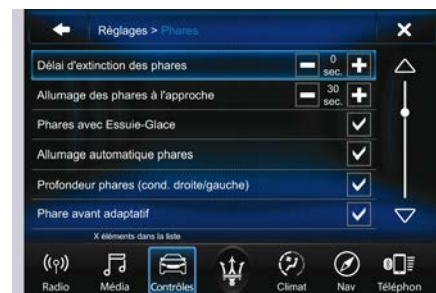 Réglages > Phares
Délai d'extinction des phares
0
sec.
Allumage des phares à l'approche
30
sec.
Phares avec Essuie-Glace
Allumage automatique phares
Profondeur phares (cond. droite/gauche)
Phare avant adaptatif
X éléments dans la liste
Radio Média Contrôles Climat Nav Téléphon